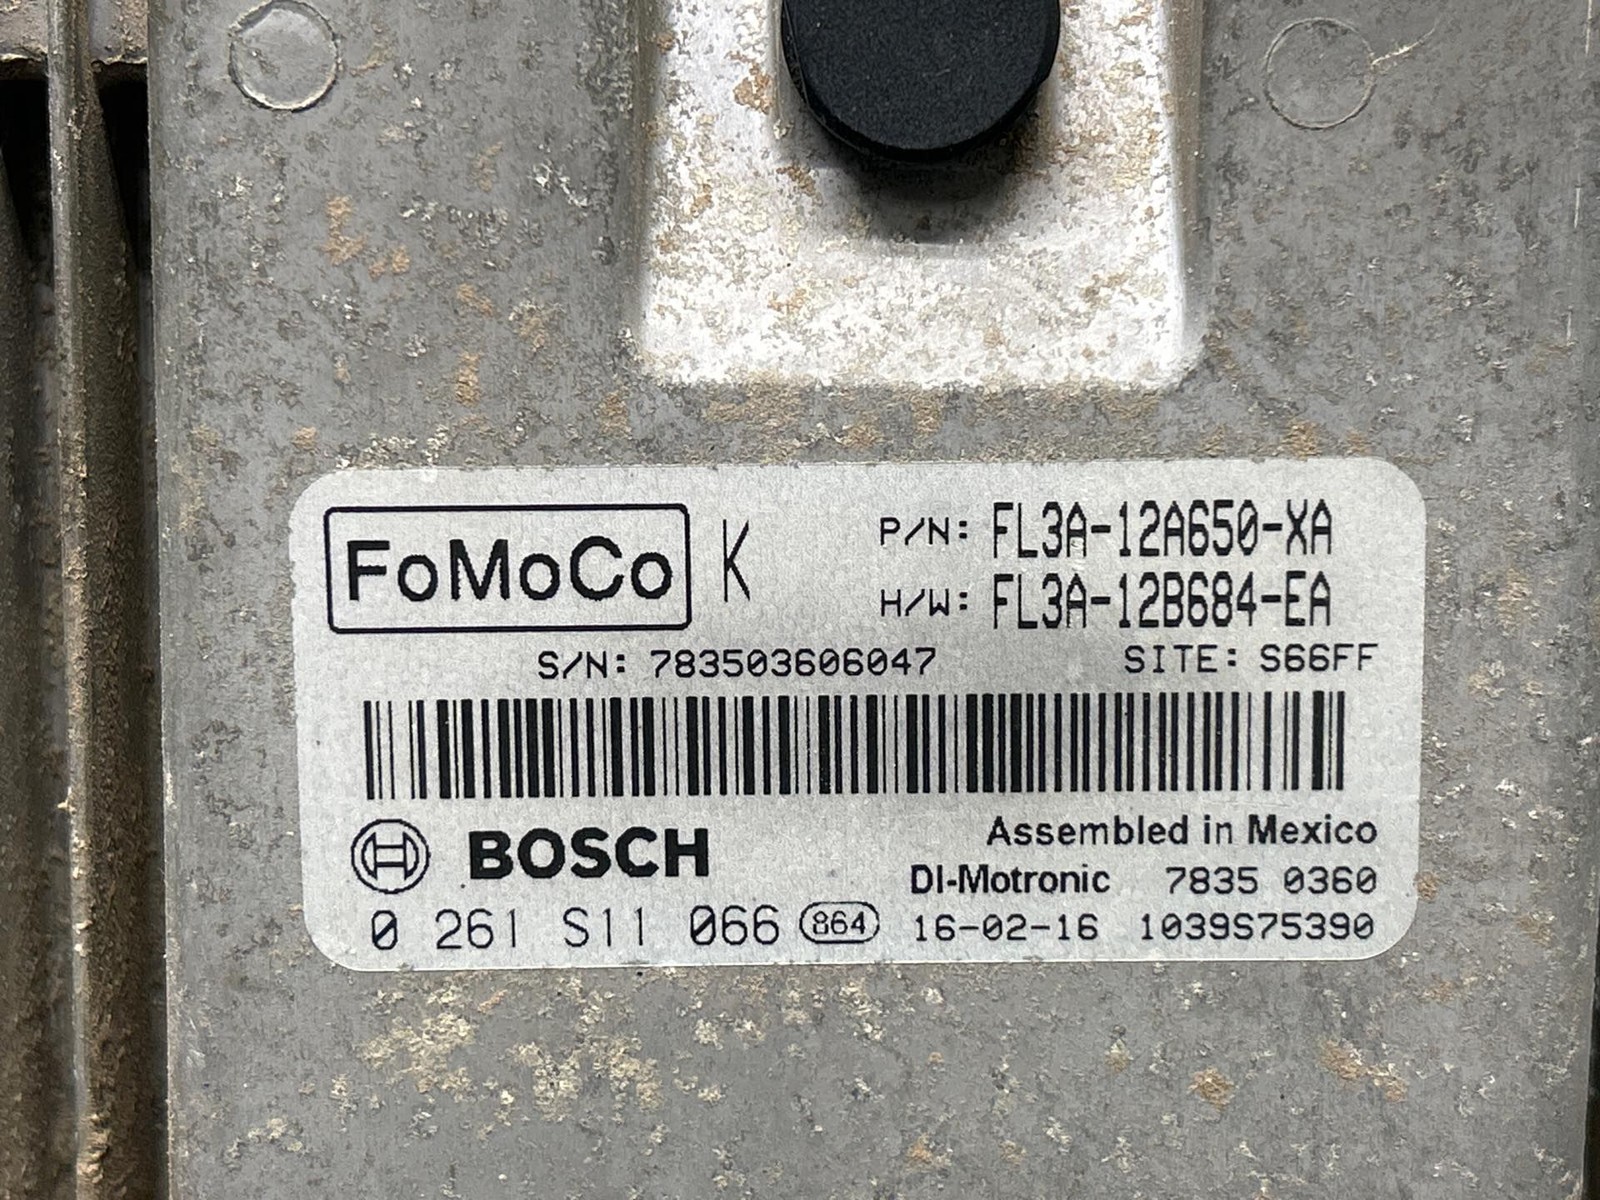 FoMoCo K P/N: FL3A-12A650-XA
H/W: FL3A-12B684-EA
S/N: 783503606047 SITE: S66FF
BOSCH Assembled in Mexico
DI-Motronic 7835 0360
0 261 S11 066 864 16-02-16 1039S75390